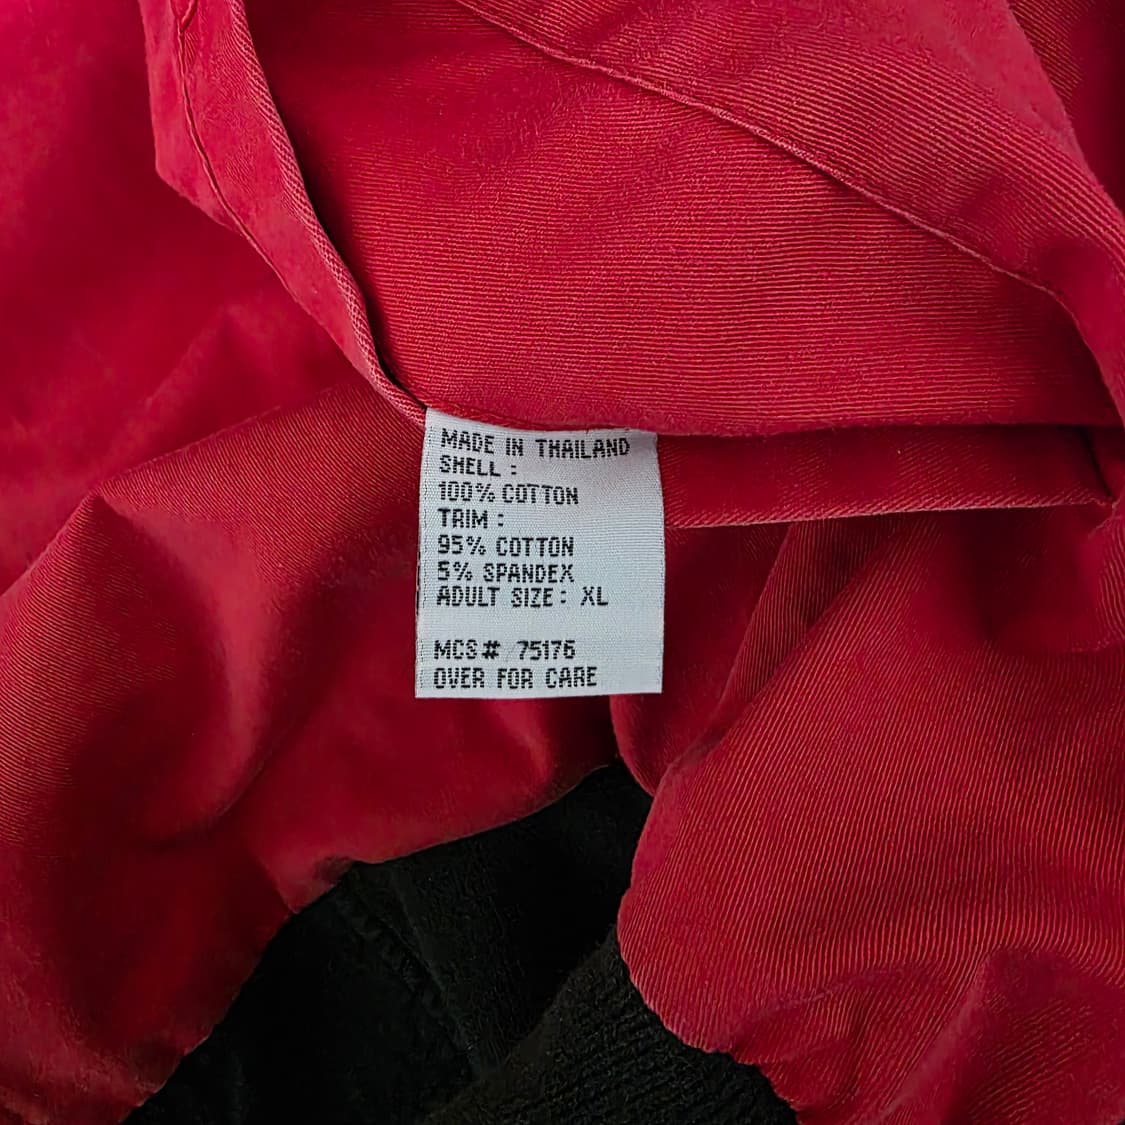 MADE IN THAILAND
SHELL :
100% COTTON
TRIM :
95% COTTON
5% SPANDEX
ADULT SIZE : XL
MCS# 75176
OVER FOR CARE